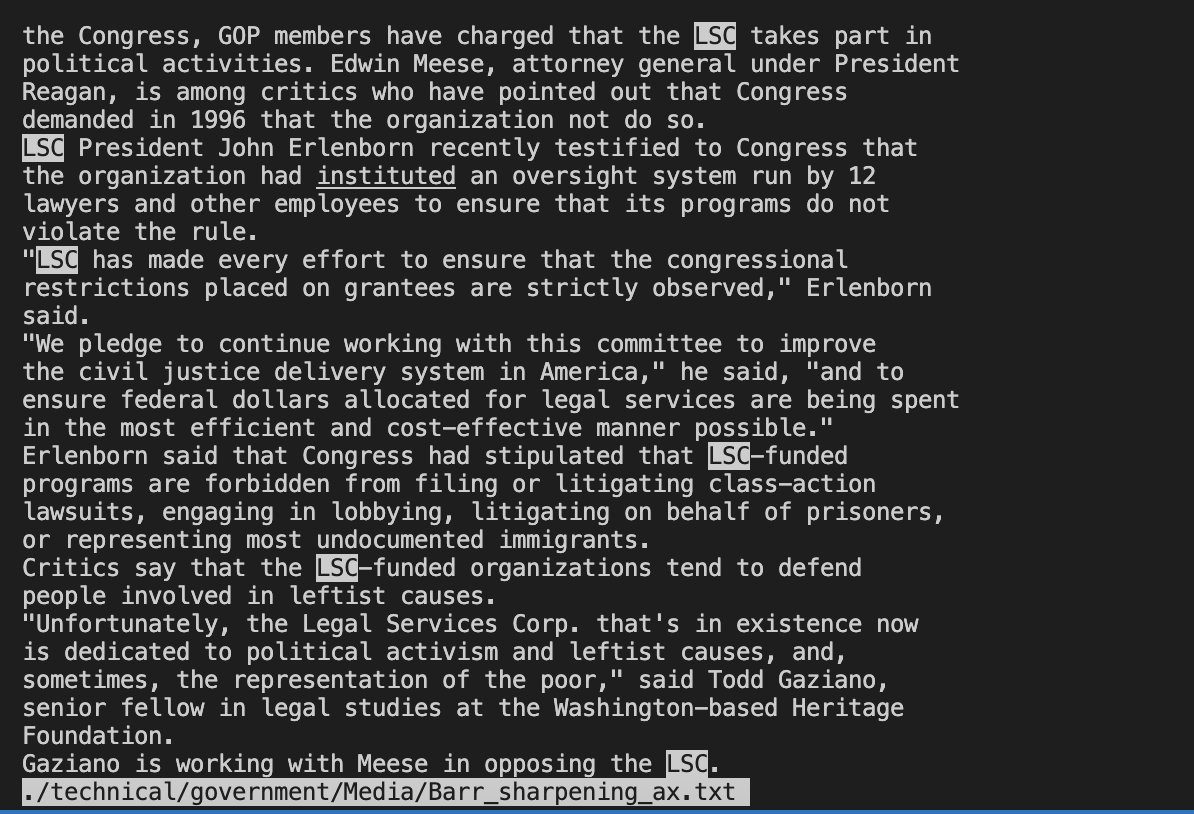 the Congress, GOP members have charged that the LSC takes part in
political activities. Edwin Meese, attorney general under President
Reagan, is among critics who have pointed out that Congress
demanded in 1996 that the organization not do so.
LSC President John Erlenborn recently testified to Congress that
the organization had instituted an oversight system run by 12
lawyers and other employees to ensure that its programs do not
violate the rule.
"LSC has made every effort to ensure that the congressional
restrictions placed on grantees are strictly observed," Erlenborn
said.
"We pledge to continue working with this committee to improve
the civil justice delivery system in America," he said, "and to
ensure federal dollars allocated for legal services are being spent
in the most efficient and cost-effective manner possible."
Erlenborn said that Congress had stipulated that LSC-funded
programs are forbidden from filing or litigating class-action
lawsuits, engaging in lobbying, litigating on behalf of prisoners,
or representing most undocumented immigrants.
Critics say that the LSC-funded organizations tend to defend
people involved in leftist causes.
"Unfortunately, the Legal Services Corp. that's in existence now
is dedicated to political activism and leftist causes, and,
sometimes, the representation of the poor," said Todd Gaziano,
senior fellow in legal studies at the Washington-based Heritage
Foundation.
Gaziano is working with Meese in opposing the LSC.
./technical/government/Media/Barr_sharpening_ax.txt